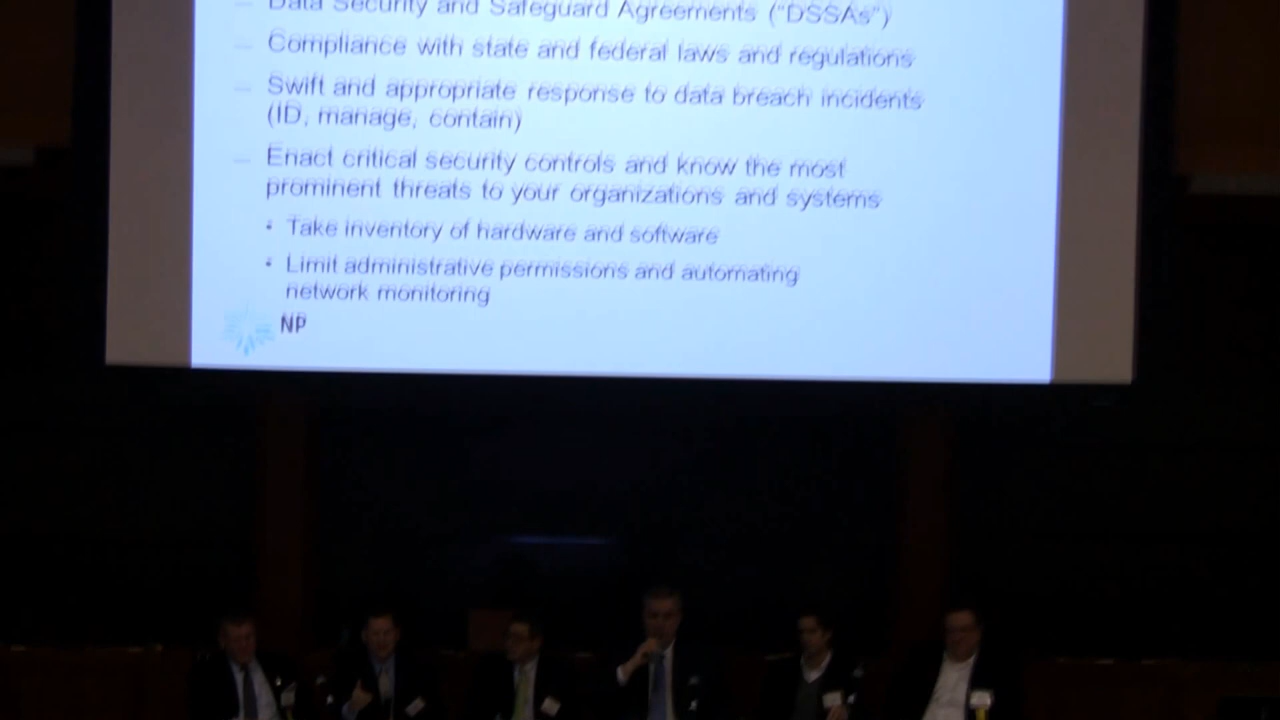 – Data Security and Safeguard Agreements ("DSSAs")
– Compliance with state and federal laws and regulations
– Swift and appropriate response to data breach incidents
(ID, manage, contain)
– Enact critical security controls and know the most
prominent threats to your organizations and systems
• Take inventory of hardware and software
• Limit administrative permissions and automating
network monitoring
NP